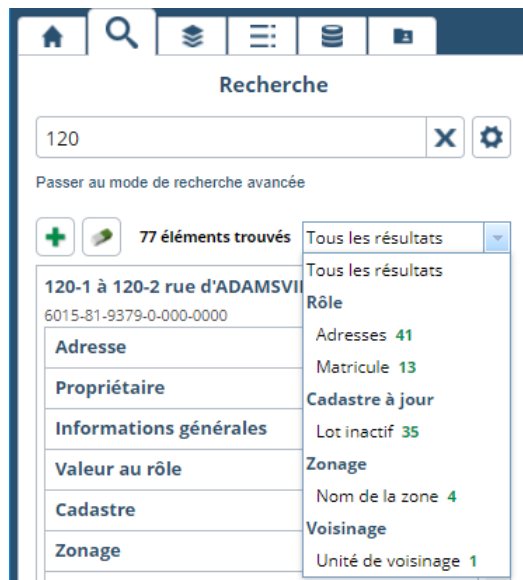 Recherche
120
Passer au mode de recherche avancée
77 éléments trouvés
Tous les résultats
Tous les résultats
Rôle
Adresses 41
Matricule 13
Cadastre à jour
Lot inactif 35
Zonage
Nom de la zone 4
Voisinage
Unité de voisinage 1
120-1 à 120-2 rue d'ADAMSVI
6015-81-9379-0-000-0000
Adresse
Propriétaire
Informations générales
Valeur au rôle
Cadastre
Zonage